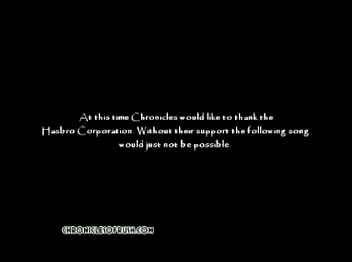 At this time Chronicles would like to thank the
Hasbro Corporation. Without their support the following song
would just not be possible.
CHRONICLESOFRUSH.COM